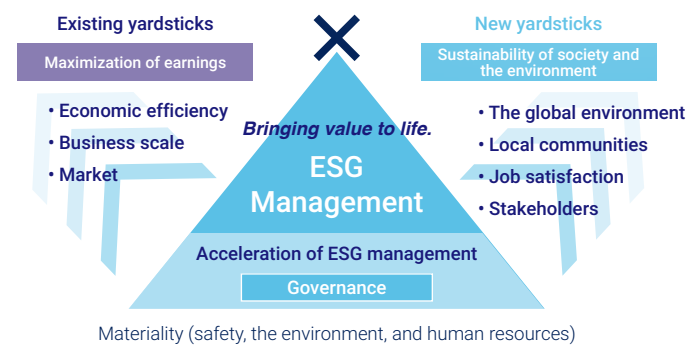 Existing yardsticks
Maximization of earnings
• Economic efficiency
• Business scale
• Market
New yardsticks
Sustainability of society and
the environment
• The global environment
• Local communities
• Job satisfaction
• Stakeholders
Bringing value to life.
ESG
Management
Acceleration of ESG management
Governance
Materiality (safety, the environment, and human resources)